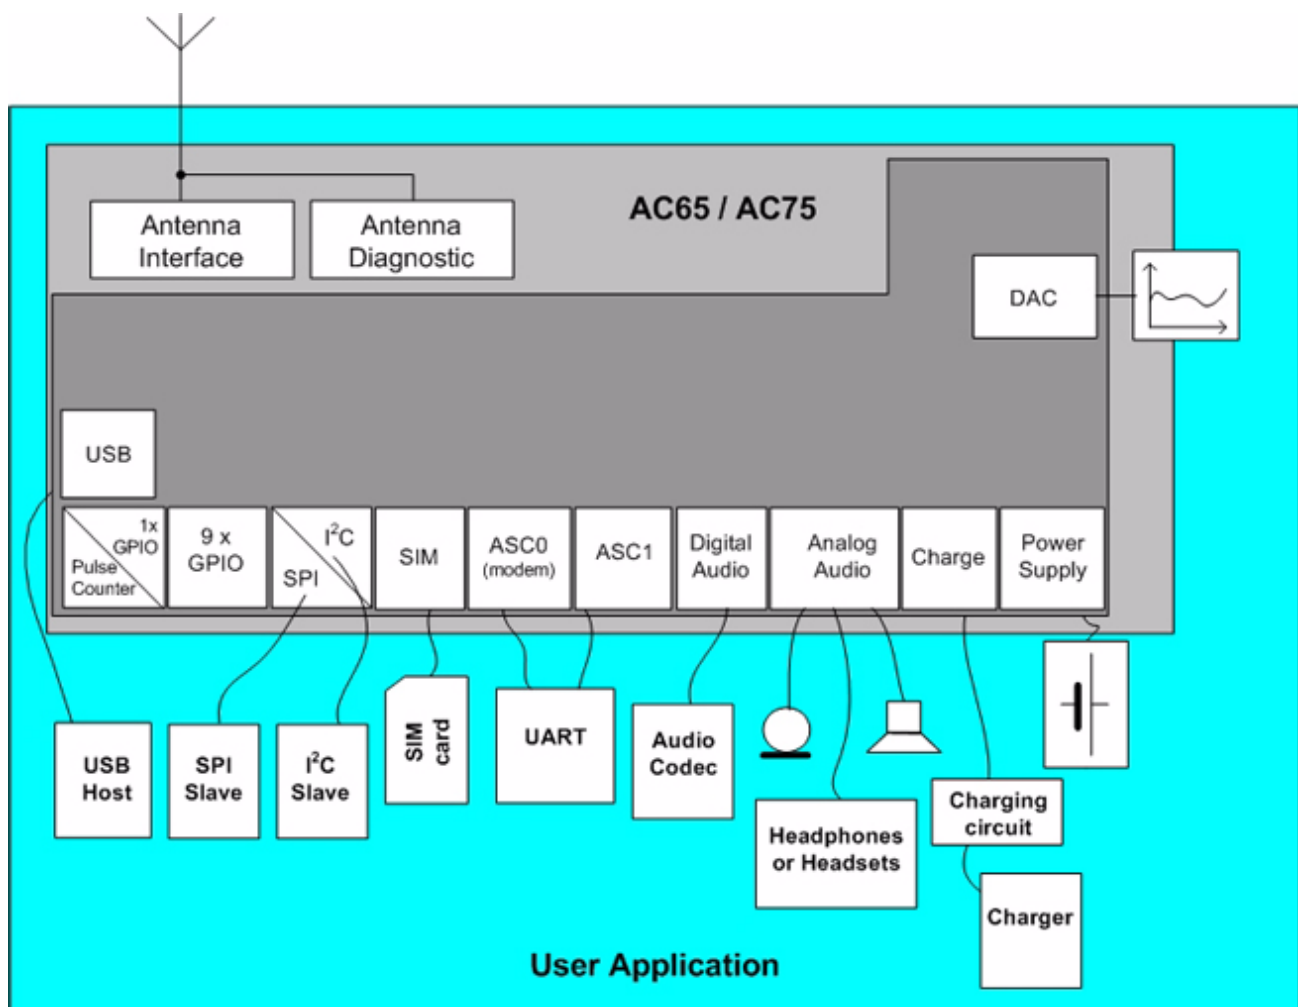 AC65 / AC75
Antenna
Interface
Antenna
Diagnostic
DAC
USB
1x
GPIO
Pulse
Counter
9 x
GPIO
I²C
SPI
SIM
ASC0
(modem)
ASC1
Digital
Audio
Analog
Audio
Charge
Power
Supply
USB
Host
SPI
Slave
I²C
Slave
SIM
card
UART
Audio
Codec
Headphones
or Headsets
Charging
circuit
Charger
User Application